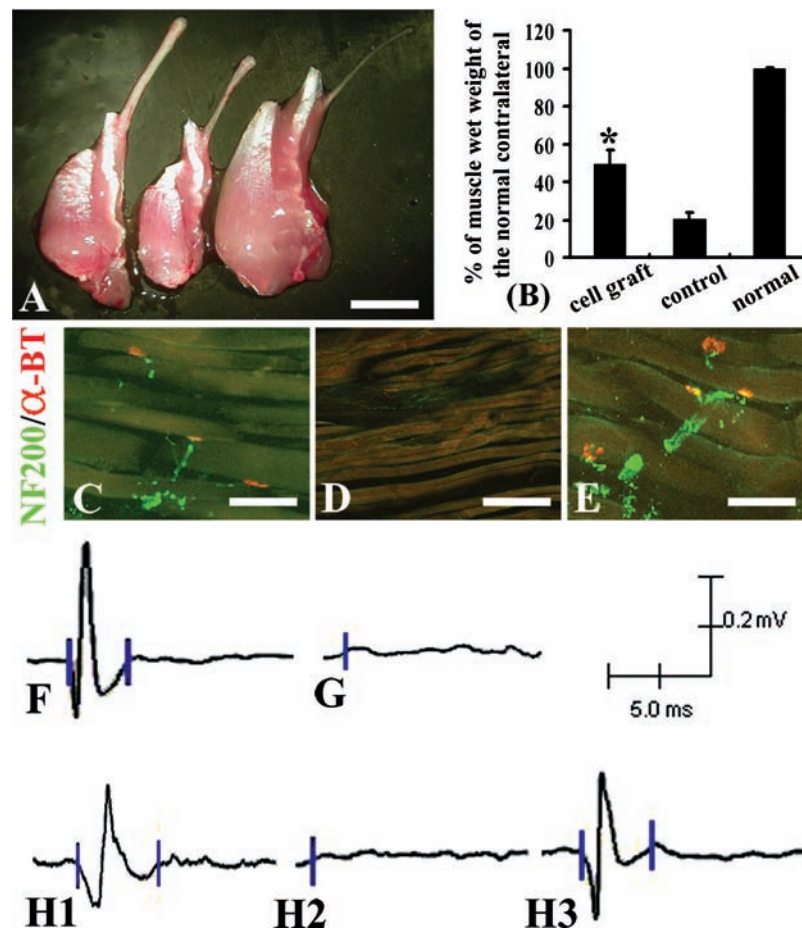 A
120
100
80
60
40
20
0
% of muscle wet weight of
the normal contralateral
*
cell graft
control
normal
(B)
NF200/α-BT
C
D
E
F
G
0.2 mV
5.0 ms
H1
H2
H3